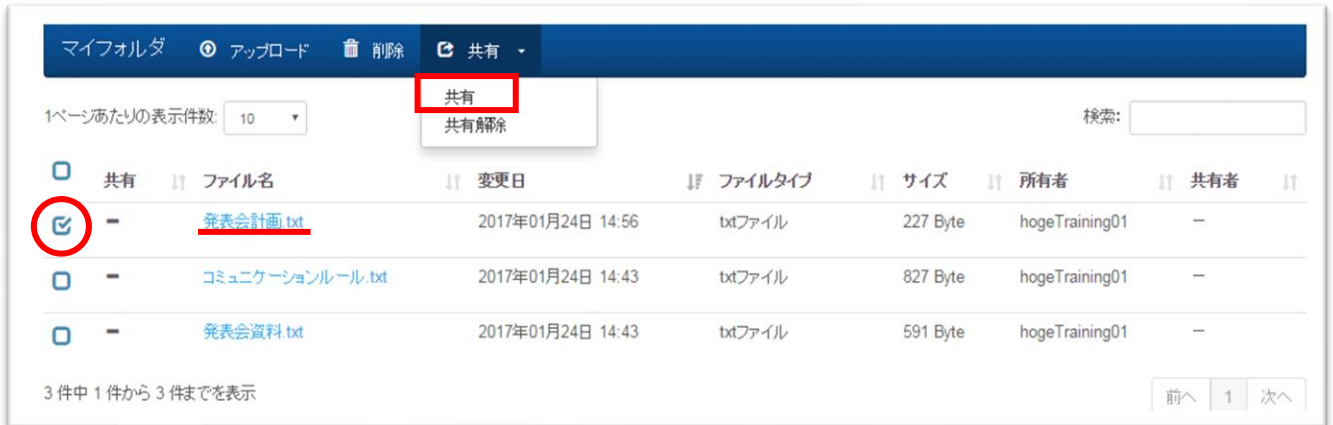 マイフォルダ アップロード 削除 共有
共有
1ページあたりの表示件数: 10 検索:
共有解除
共有 ファイル名 変更日 ファイルタイプ サイズ 所有者 共有者
発表会計画.txt 2017年01月24日 14:56 txtファイル 227 Byte hogeTraining01 ー
コミュニケーションルール.txt 2017年01月24日 14:43 txtファイル 827 Byte hogeTraining01 ー
発表会資料.txt 2017年01月24日 14:43 txtファイル 591 Byte hogeTraining01 ー
3 件中 1 件から 3 件までを表示
前へ 1 次へ